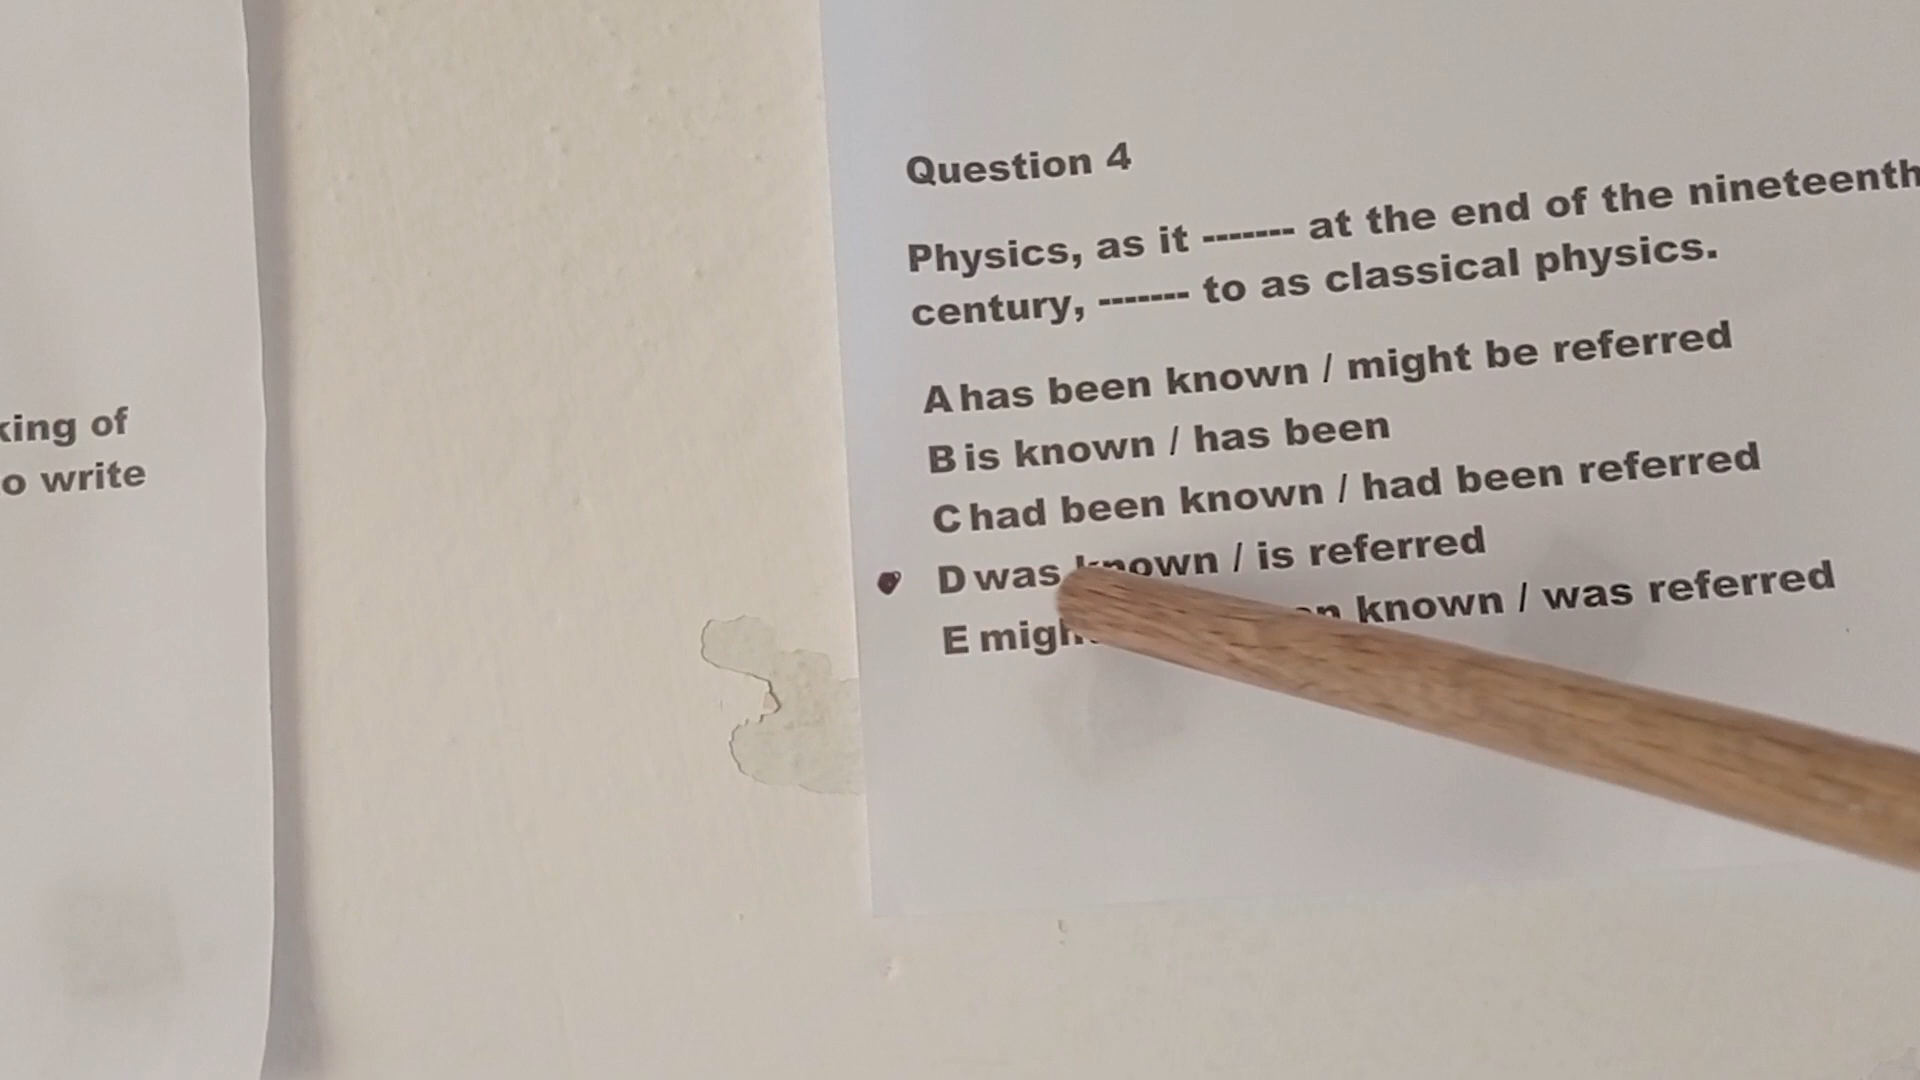 king of
o write
Question 4
Physics, as it ------- at the end of the nineteenth
century, ------- to as classical physics.
A has been known / might be referred
B is known / has been
C had been known / had been referred
D was known / is referred
E might known / was referred